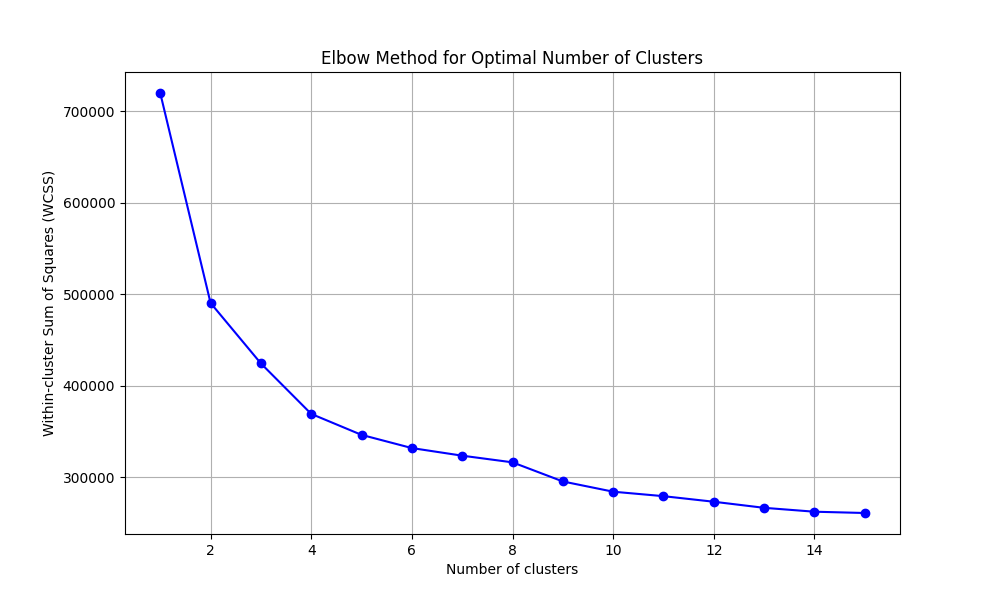 Elbow Method for Optimal Number of Clusters
Within-cluster Sum of Squares (WCSS)
700000
600000
500000
400000
300000
2 4 6 8 10 12 14
Number of clusters